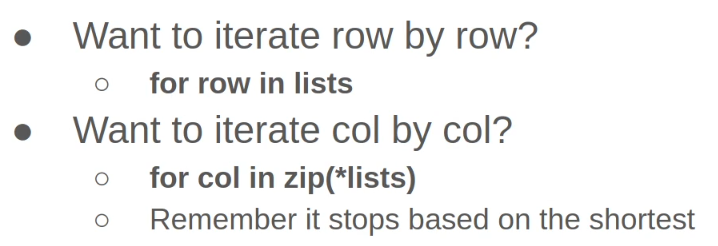 ● Want to iterate row by row?
○ for row in lists
● Want to iterate col by col?
○ for col in zip(*lists)
○ Remember it stops based on the shortest